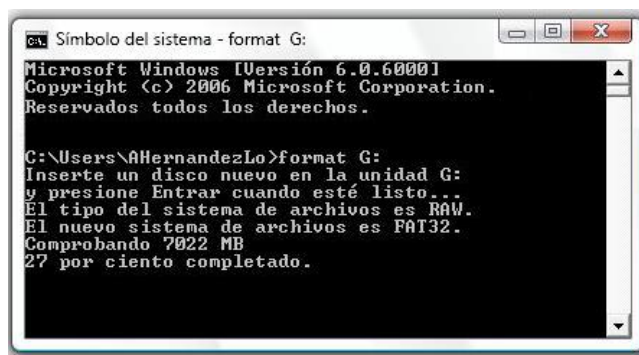 Símbolo del sistema - format G:
Microsoft Windows [Versión 6.0.6000]
Copyright (c) 2006 Microsoft Corporation.
Reservados todos los derechos.
C:\Users\AHernandezLo>format G:
Inserte un disco nuevo en la unidad G:
y presione Entrar cuando esté listo...
El tipo del sistema de archivos es RAW.
El nuevo sistema de archivos es FAT32.
Comprobando 7022 MB
27 por ciento completado.